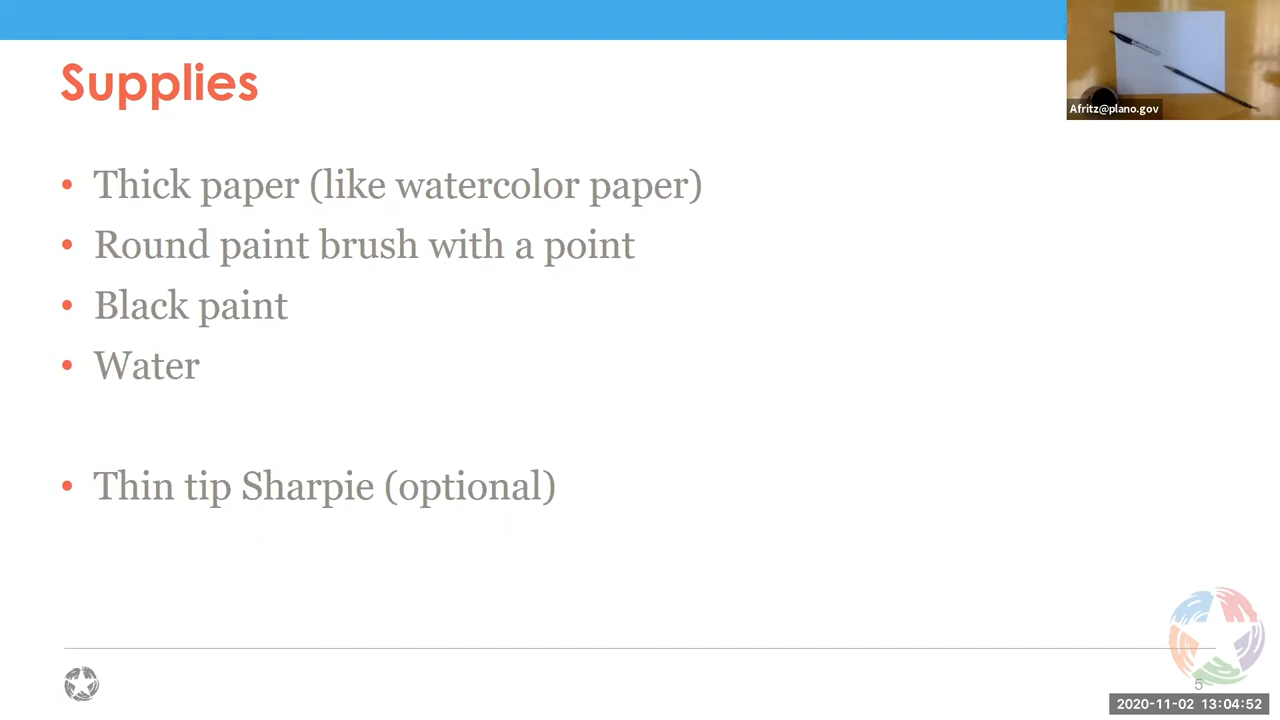 Supplies
Afritz@plano.gov
• Thick paper (like watercolor paper)
• Round paint brush with a point
• Black paint
• Water
• Thin tip Sharpie (optional)
5
2020-11-02 13:04:52